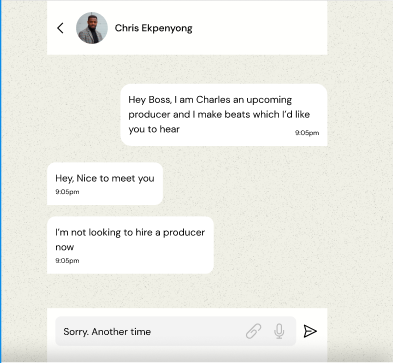 Chris Ekpenyong
Hey Boss, I am Charles an upcoming
producer and I make beats which I'd like
you to hear
9:05pm
Hey, Nice to meet you
9:05pm
I'm not looking to hire a producer
now
9:05pm
Sorry. Another time